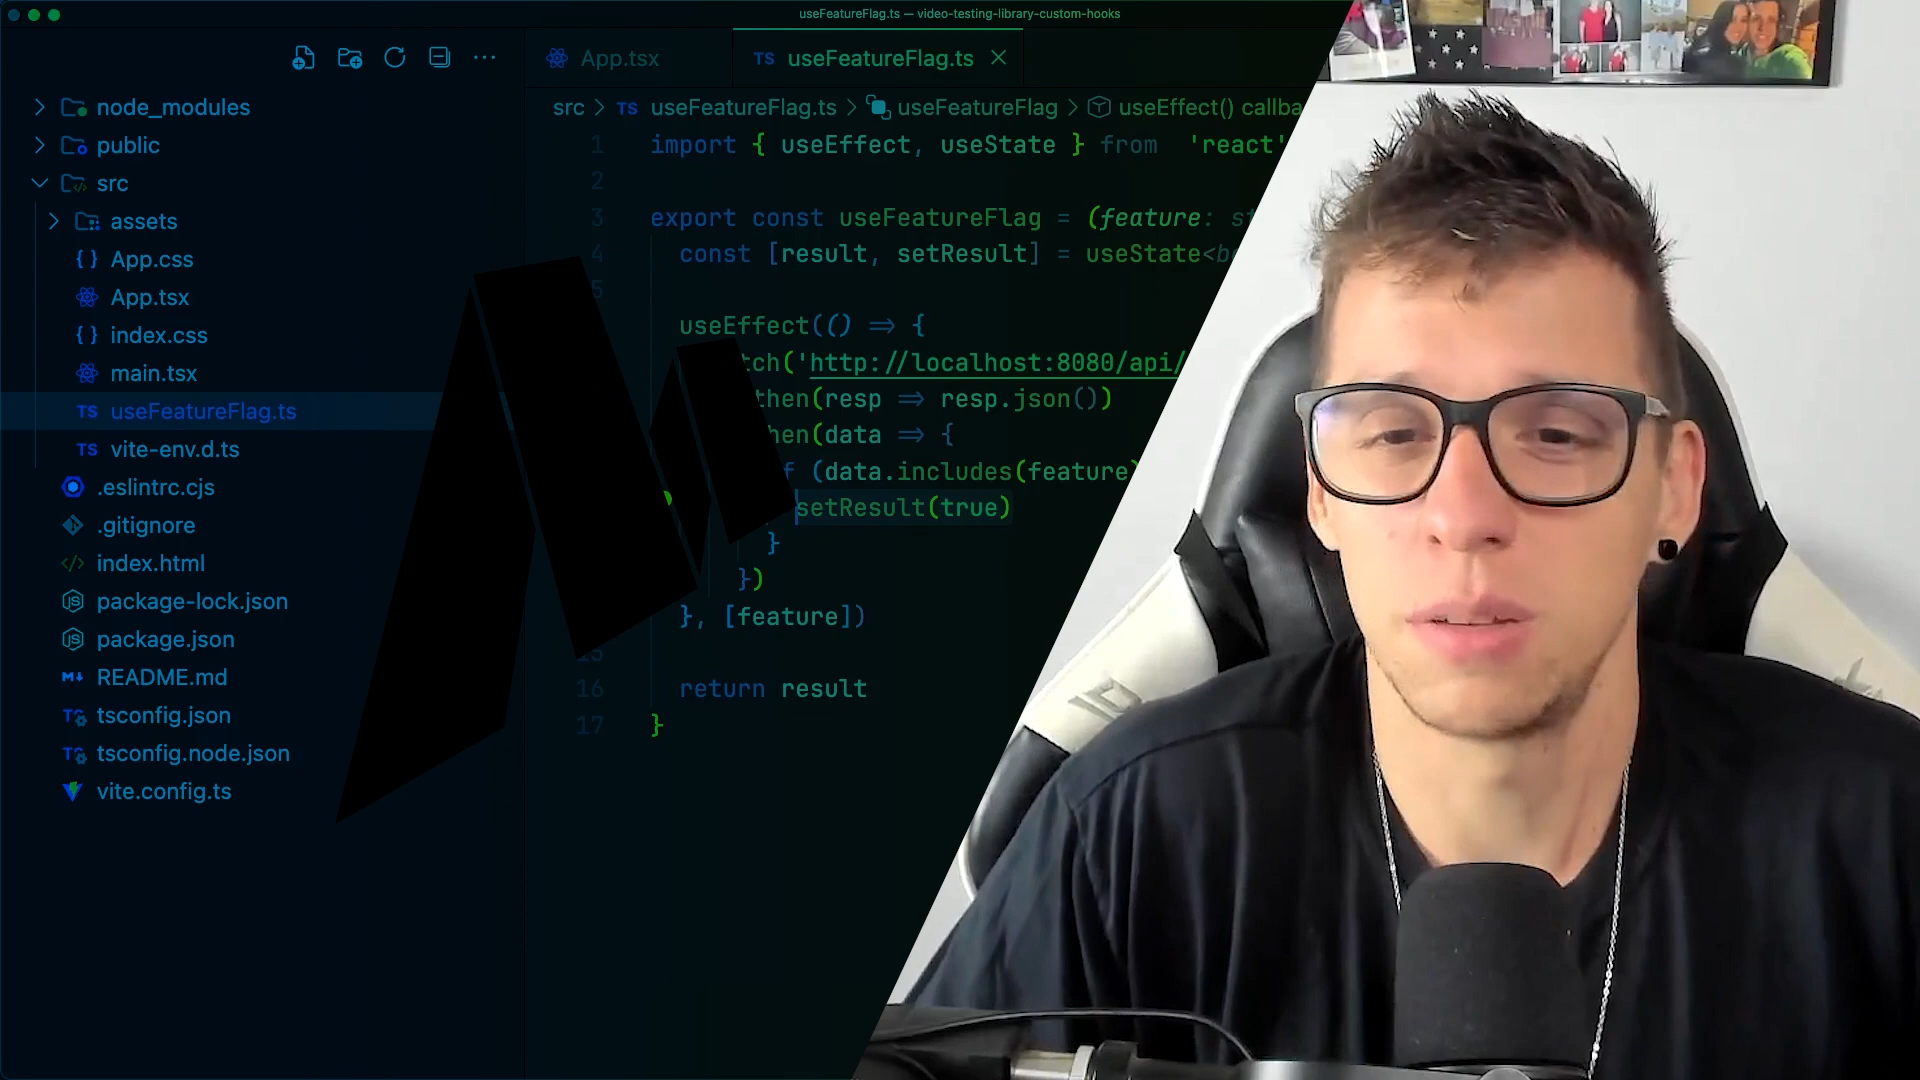 useFeatureFlag.ts — video-testing-library-custom-hooks
App.tsx
TS useFeatureFlag.ts
node_modules
public
src
assets
App.css
App.tsx
index.css
main.tsx
TS useFeatureFlag.ts
TS vite-env.d.ts
.eslintrc.cjs
.gitignore
index.html
package-lock.json
package.json
README.md
tsconfig.json
tsconfig.node.json
vite.config.ts
src > TS useFeatureFlag.ts > useFeatureFlag > useEffect() callba
1 import { useEffect, useState } from 'react'
2
3 export const useFeatureFlag = (feature: st
4 const [result, setResult] = useState<b
5
useEffect(() => {
tch('http://localhost:8080/api/
then(resp => resp.json())
hen(data => {
f (data.includes(feature)
setResult(true)
}
})
}, [feature])
15
16 return result
17 }